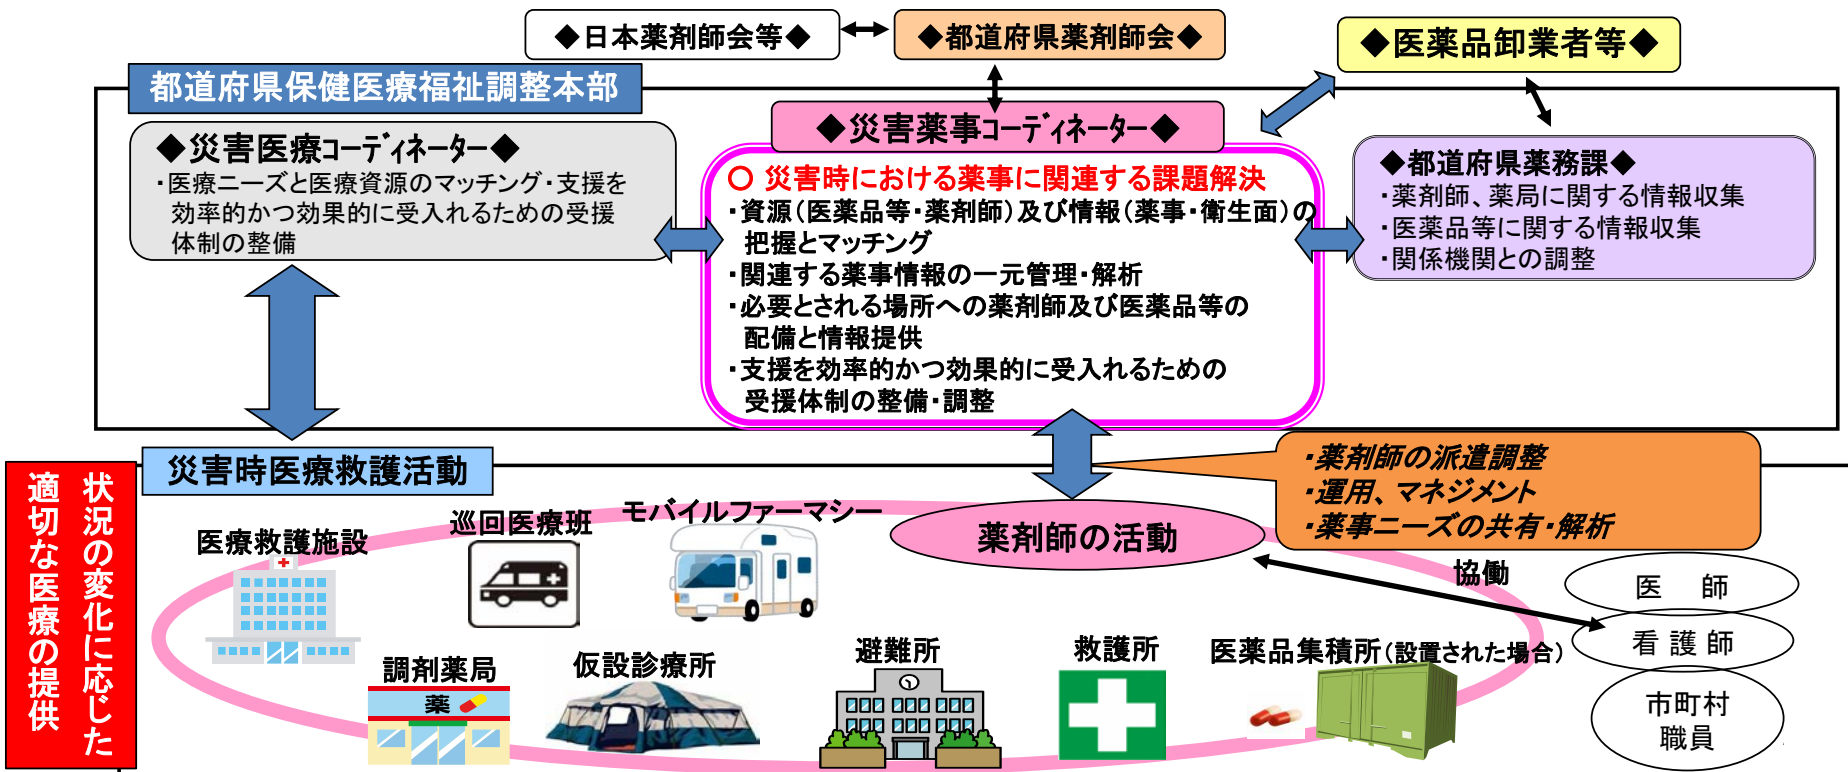 ◆日本薬剤師会等◆
◆都道府県薬剤師会◆
◆医薬品卸業者等◆
都道府県保健医療福祉調整本部
◆災害医療コーディネーター◆
・医療ニーズと医療資源のマッチング・支援を
効率的かつ効果的に受入れるための受援
体制の整備
◆災害薬事コーディネーター◆
〇 災害時における薬事に関連する課題解決
・資源（医薬品等・薬剤師）及び情報（薬事・衛生面）の
把握とマッチング
・関連する薬事情報の一元管理・解析
・必要とされる場所への薬剤師及び医薬品等の
配備と情報提供
・支援を効率的かつ効果的に受入れるための
受援体制の整備・調整
◆都道府県薬務課◆
・薬剤師、薬局に関する情報収集
・医薬品等に関する情報収集
・関係機関との調整
状況の変化に応じた
適切な医療の提供
災害時医療救護活動
・薬剤師の派遣調整
・運用、マネジメント
・薬事ニーズの共有・解析
薬剤師の活動
医療救護施設
巡回医療班
モバイルファーマシー
協働
医　師
看護師
市町村
職員
調剤薬局
薬
仮設診療所
避難所
救護所
医薬品集積所（設置された場合）